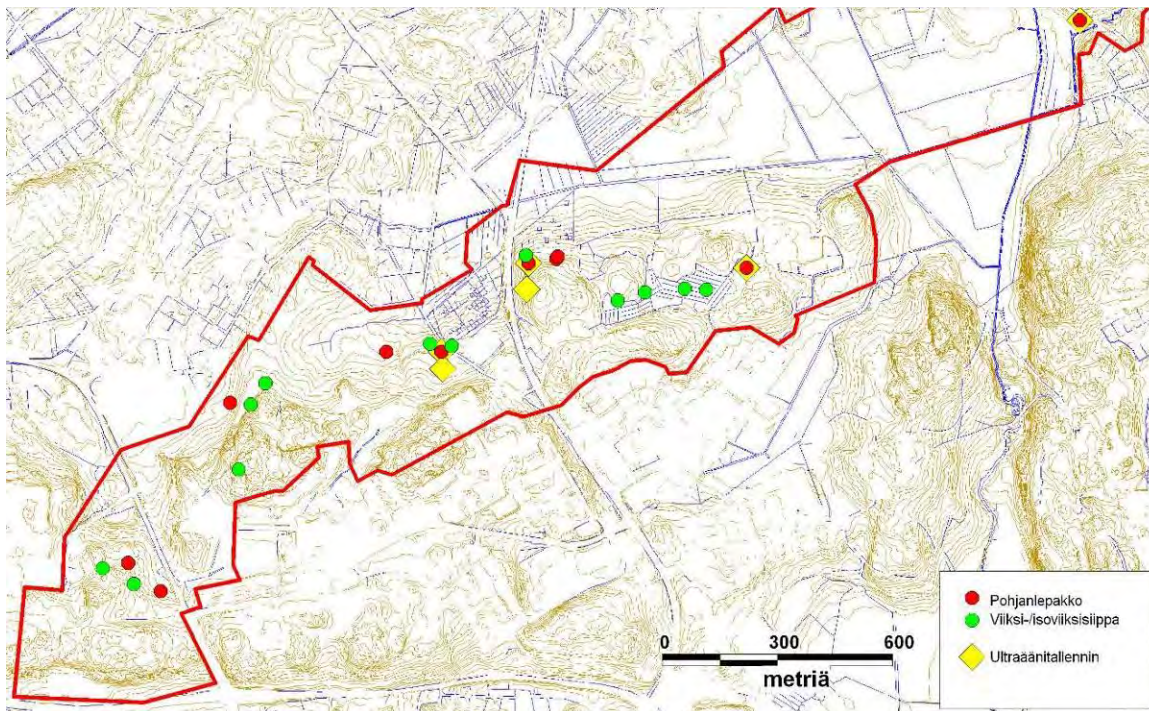 Pohjanlepakko
Viiksi-/isoviiksisiippa
Ultraäänitallennin
0 300 600
metriä